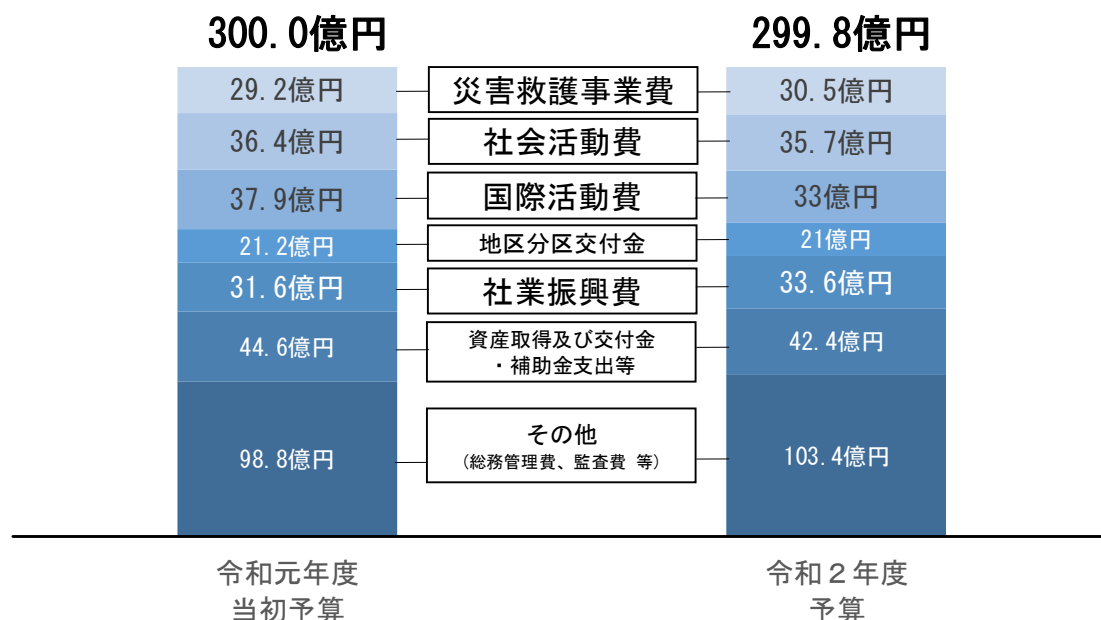 300.0億円
299.8億円
29.2億円
災害救護事業費
30.5億円
36.4億円
社会活動費
35.7億円
37.9億円
国際活動費
33億円
21.2億円
地区分区交付金
21億円
31.6億円
社業振興費
33.6億円
44.6億円
資産取得及び交付金
・補助金支出等
42.4億円
98.8億円
その他
(総務管理費、監査費 等)
103.4億円
令和元年度
当初予算
令和２年度
予算